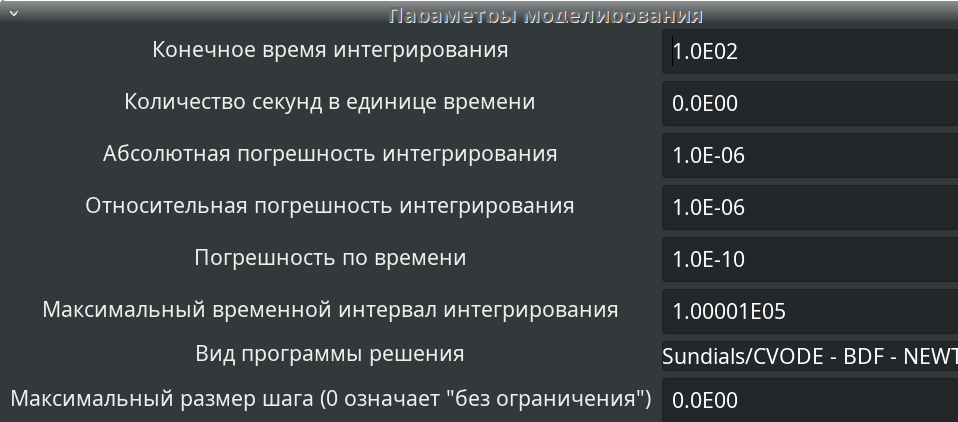 Параметры моделирования
Конечное время интегрирования 1.0E02
Количество секунд в единице времени 0.0E00
Абсолютная погрешность интегрирования 1.0E-06
Относительная погрешность интегрирования 1.0E-06
Погрешность по времени 1.0E-10
Максимальный временной интервал интегрирования 1.00001E05
Вид программы решения Sundials/CVODE - BDF - NEWT
Максимальный размер шага (0 означает "без ограничения") 0.0E00